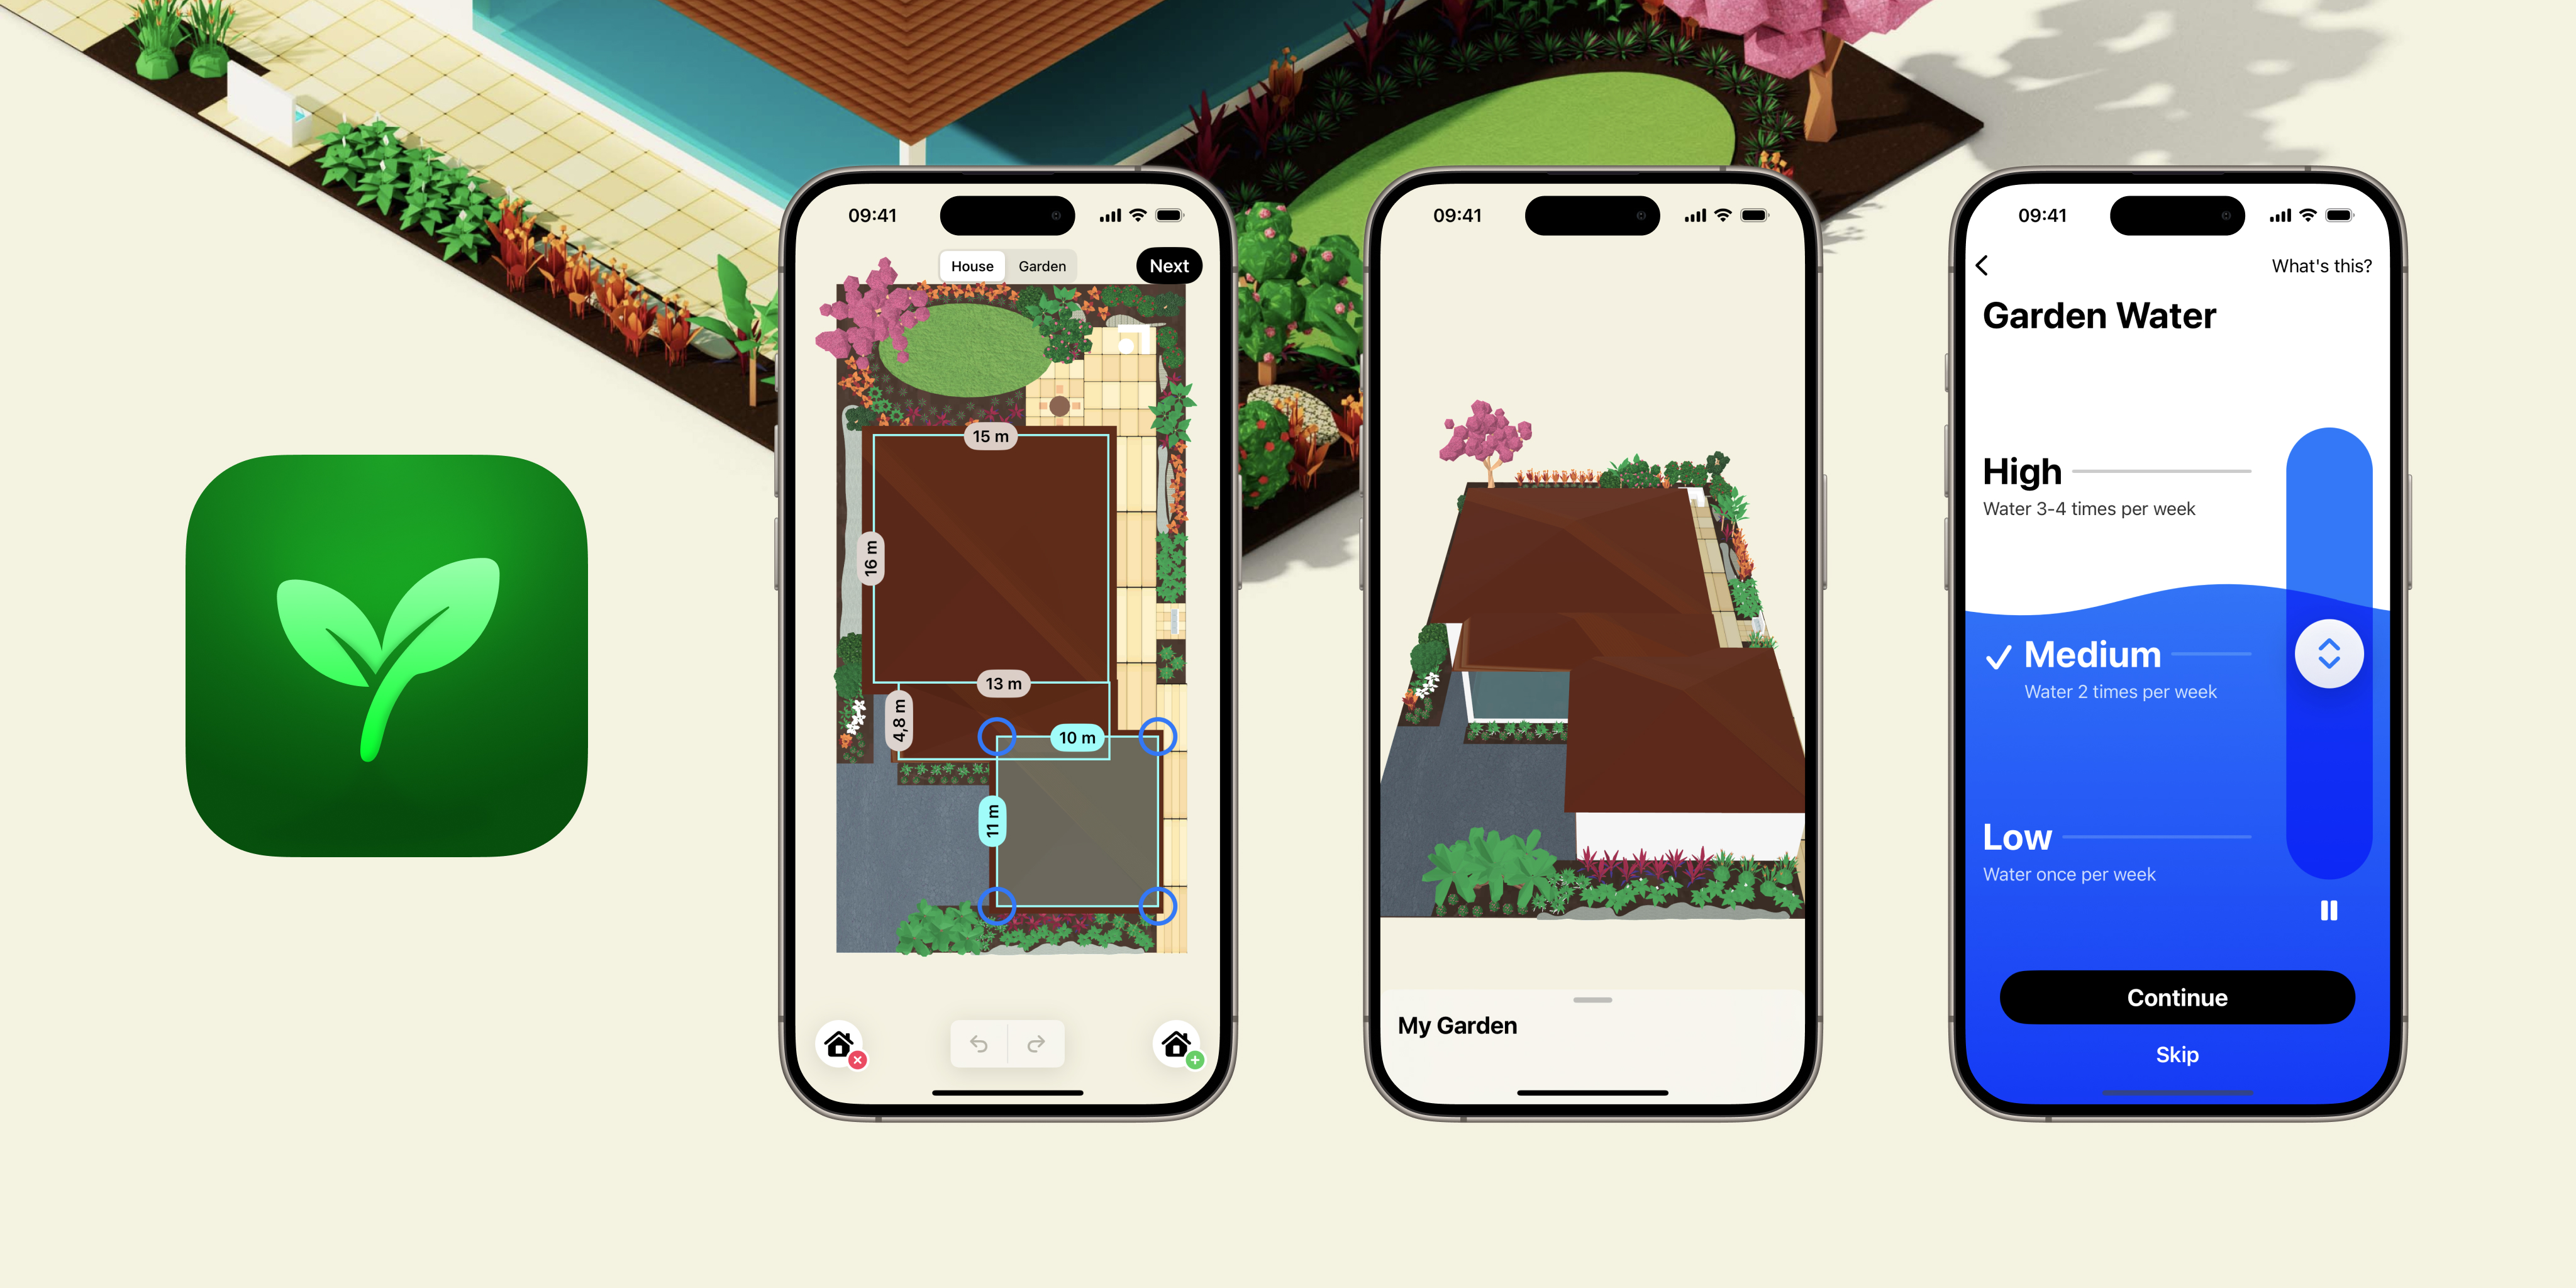 09:41
House
Garden
Next
15 m
16 m
13 m
4,8 m
10 m
11 m
09:41
My Garden
09:41
What's this?
Garden Water
High
Water 3-4 times per week
Medium
Water 2 times per week
Low
Water once per week
Continue
Skip